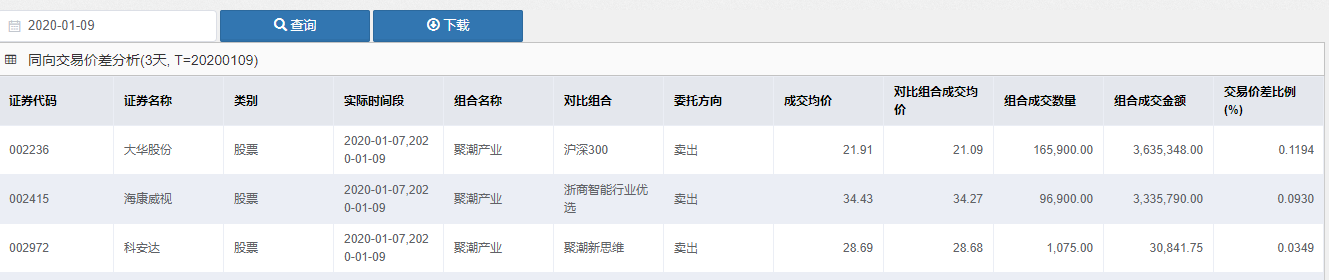 2020-01-09 查询 下载
同向交易价差分析(3天, T=20200109)
证券代码 证券名称 类别 实际时间段 组合名称 对比组合 委托方向 成交均价 对比组合成交均价 组合成交数量 组合成交金额 交易价差比例(%)
002236 大华股份 股票 2020-01-07,2020-01-09 聚潮产业 沪深300 卖出 21.91 21.09 165,900.00 3,635,348.00 0.1194
002415 海康威视 股票 2020-01-07,2020-01-09 聚潮产业 浙商智能行业优选 卖出 34.43 34.27 96,900.00 3,335,790.00 0.0930
002972 科安达 股票 2020-01-07,2020-01-09 聚潮产业 聚潮新思维 卖出 28.69 28.68 1,075.00 30,841.75 0.0349